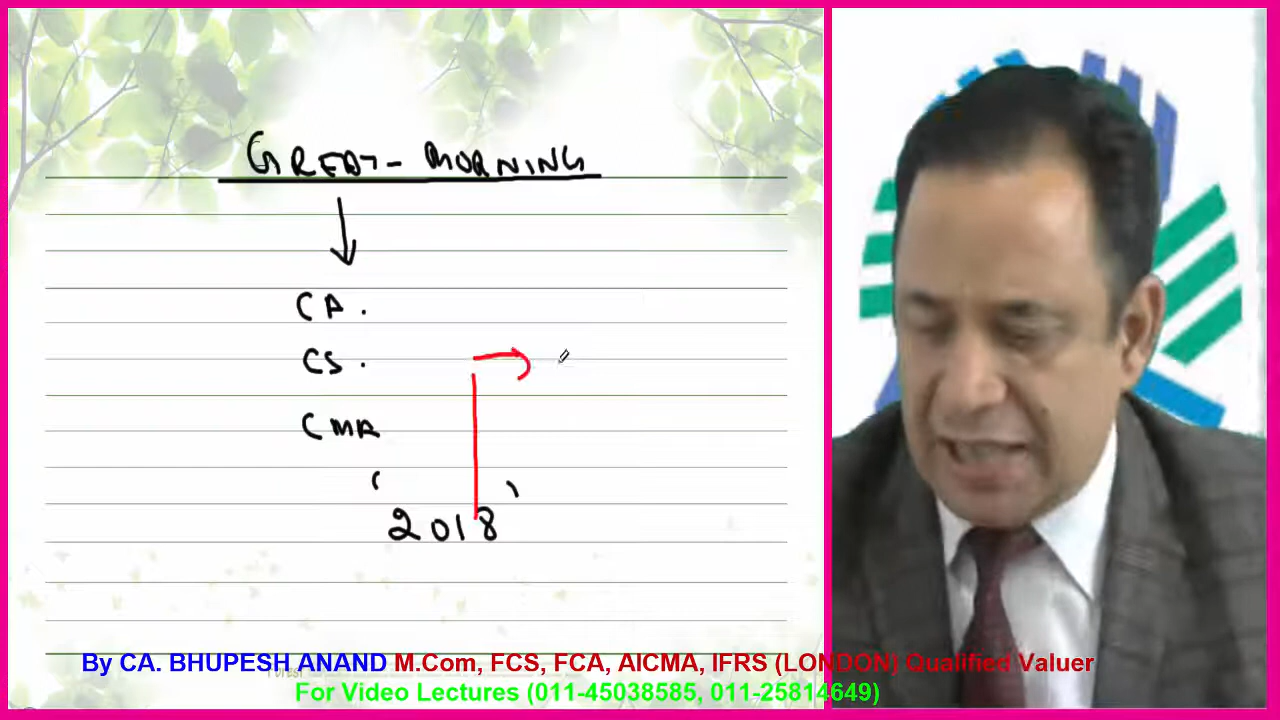 GREAT - MORNING
CA.
CS.
CMA
' 2018 '
By CA. BHUPESH ANAND M.Com, FCS, FCA, AICMA, IFRS (LONDON) Qualified Valuer
For Video Lectures (011-45038585, 011-25814649)